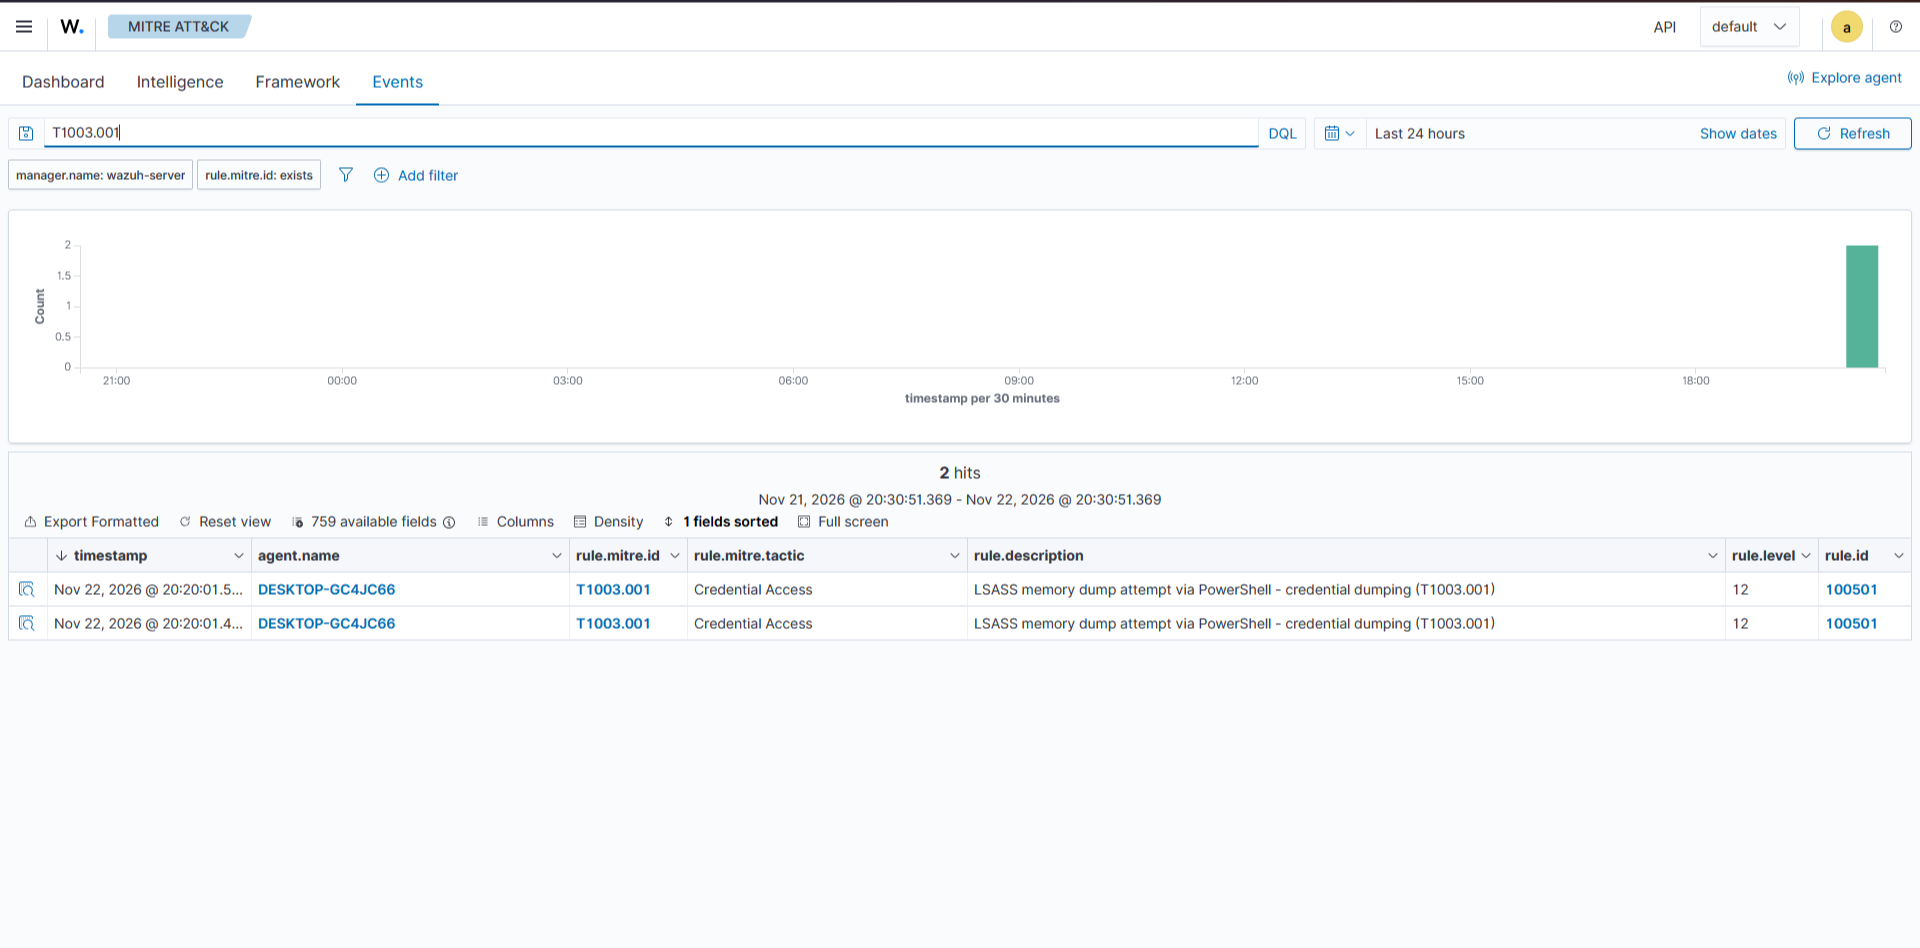 W. MITRE ATT&CK API default a
Dashboard Intelligence Framework Events Explore agent
T1003.001 DQL Last 24 hours Show dates Refresh
manager.name: wazuh-server rule.mitre.id: exists Add filter
2
1.5
1
0.5
0
Count
21:00 00:00 03:00 06:00 09:00 12:00 15:00 18:00
timestamp per 30 minutes
2 hits
Nov 21, 2026 @ 20:30:51.369 - Nov 22, 2026 @ 20:30:51.369
Export Formatted Reset view 759 available fields Columns Density 1 fields sorted Full screen
timestamp agent.name rule.mitre.id rule.mitre.tactic rule.description rule.level rule.id
Nov 22, 2026 @ 20:20:01.5... DESKTOP-GC4JC66 T1003.001 Credential Access LSASS memory dump attempt via PowerShell - credential dumping (T1003.001) 12 100501
Nov 22, 2026 @ 20:20:01.4... DESKTOP-GC4JC66 T1003.001 Credential Access LSASS memory dump attempt via PowerShell - credential dumping (T1003.001) 12 100501